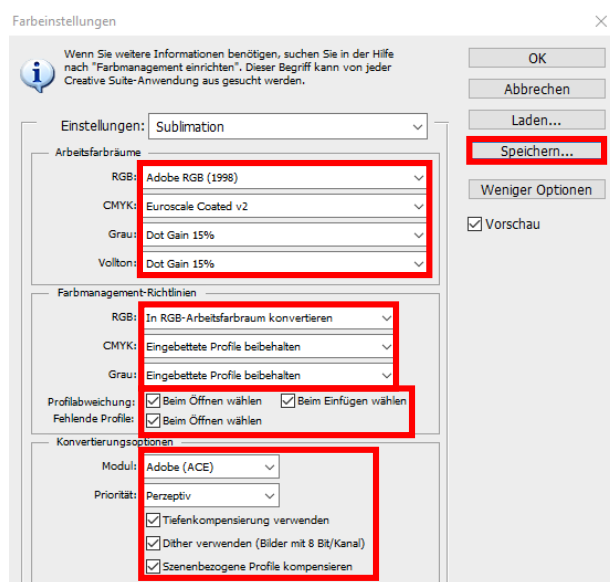 Farbeinstellungen
Wenn Sie weitere Informationen benötigen, suchen Sie in der Hilfe
nach "Farbmanagement einrichten". Dieser Begriff kann von jeder
Creative Suite-Anwendung aus gesucht werden.
OK
Abbrechen
Laden...
Speichern...
Weniger Optionen
Vorschau
Einstellungen: Sublimation
Arbeitsfarbräume
RGB: Adobe RGB (1998)
CMYK: Euroscale Coated v2
Grau: Dot Gain 15%
Vollton: Dot Gain 15%
Farbmanagement-Richtlinien
RGB: In RGB-Arbeitsfarbraum konvertieren
CMYK: Eingebettete Profile beibehalten
Grau: Eingebettete Profile beibehalten
Profilabweichung: Beim Öffnen wählen Beim Einfügen wählen
Fehlende Profile: Beim Öffnen wählen
Konvertierungsoptionen
Modul: Adobe (ACE)
Priorität: Perzeptiv
Tiefenkompensierung verwenden
Dither verwenden (Bilder mit 8 Bit/Kanal)
Szenenbezogene Profile kompensieren